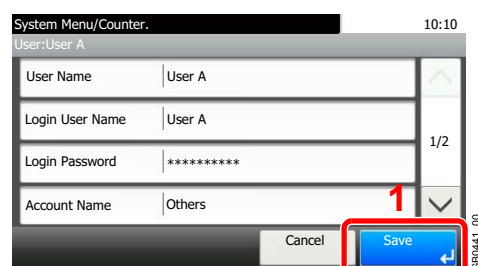 System Menu/Counter. 10:10
User:User A
User Name User A
Login User Name User A
1/2
Login Password **********
Account Name Others
1
Cancel Save
GB0441_00